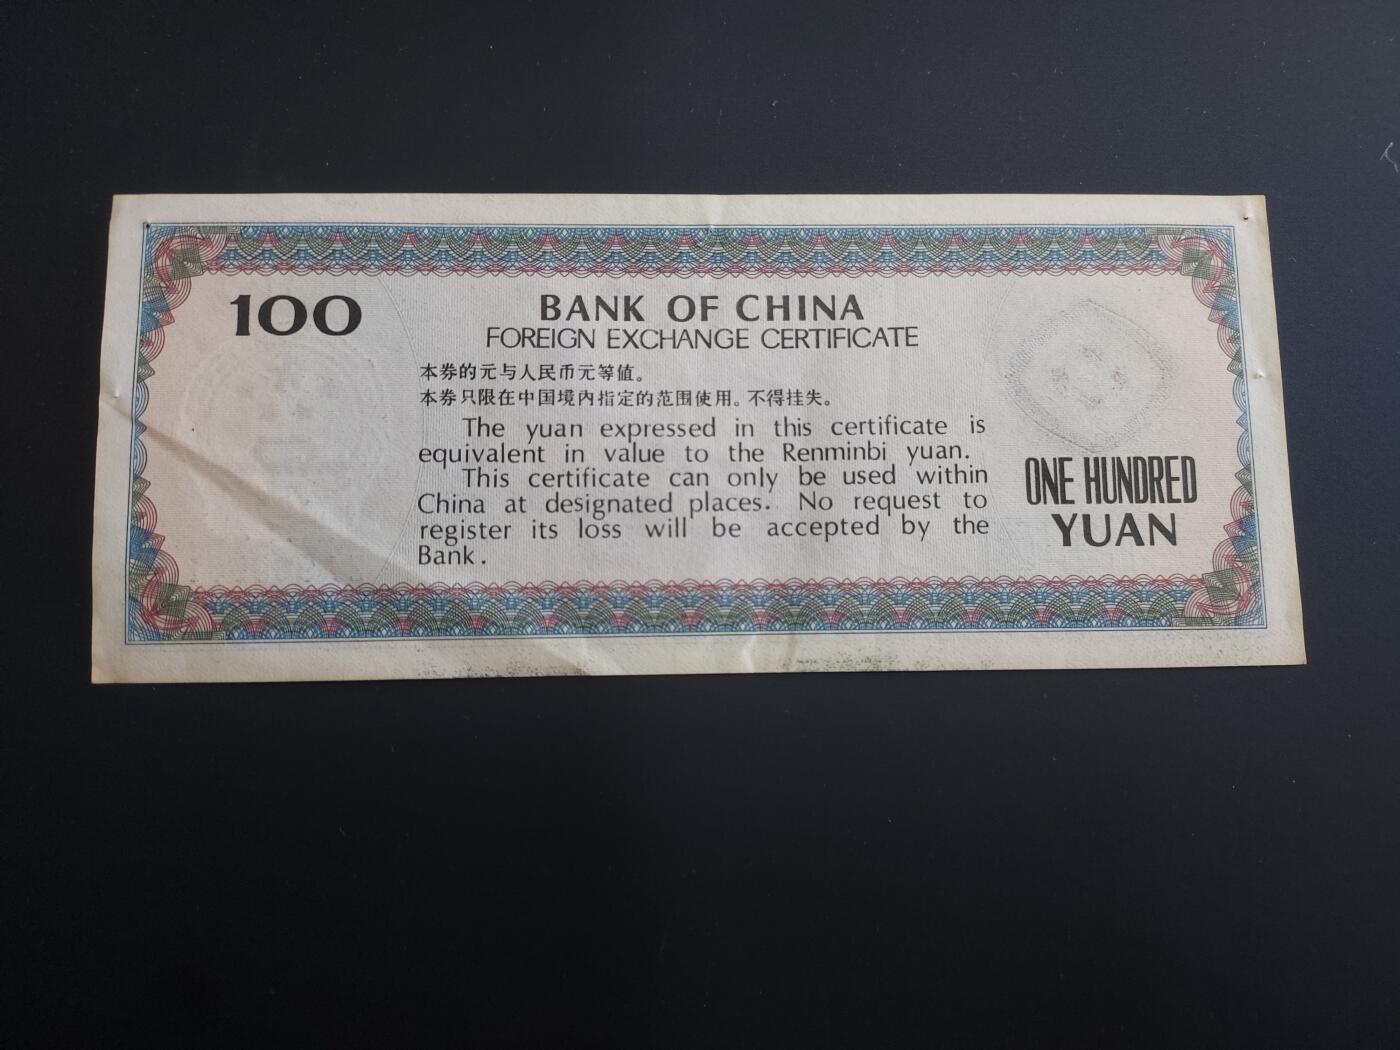 100
BANK OF CHINA
FOREIGN EXCHANGE CERTIFICATE
本券的元与人民币元等值。
本券只限在中国境内指定的范围使用。不得挂失。
The yuan expressed in this certificate is
equivalent in value to the Renminbi yuan.
This certificate can only be used within
China at designated places. No request to
register its loss will be accepted by the
Bank.
ONE HUNDRED
YUAN